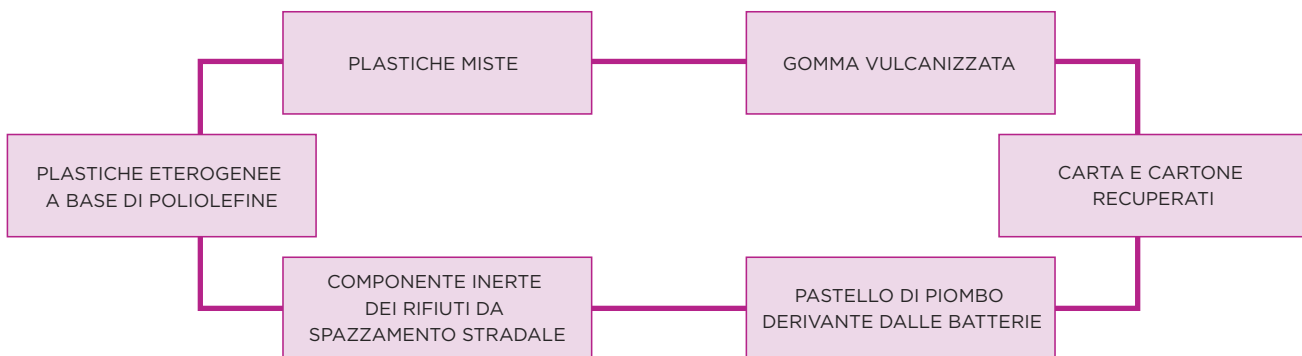 PLASTICHE MISTE
GOMMA VULCANIZZATA
PLASTICHE ETEROGENEE
A BASE DI POLIOLEFINE
CARTA E CARTONE
RECUPERATI
COMPONENTE INERTE
DEI RIFIUTI DA
SPAZZAMENTO STRADALE
PASTELLO DI PIOMBO
DERIVANTE DALLE BATTERIE